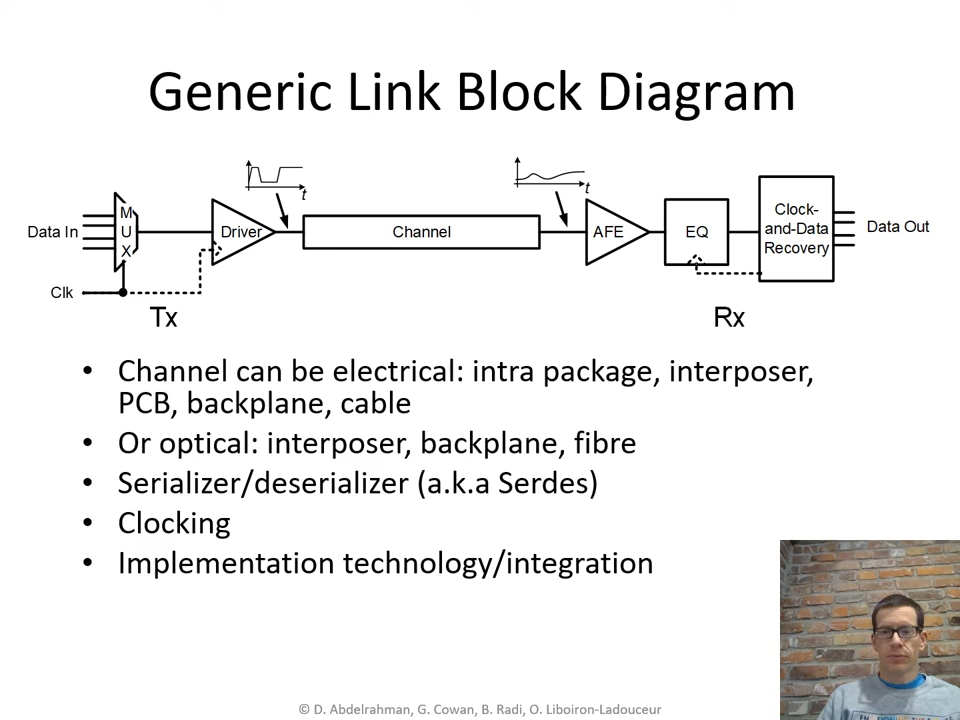 Generic Link Block Diagram
t
t
Data In
M
U
X
Driver
Channel
AFE
EQ
Clock-
and-Data
Recovery
Data Out
Clk
Tx
Rx
• Channel can be electrical: intra package, interposer,
PCB, backplane, cable
• Or optical: interposer, backplane, fibre
• Serializer/deserializer (a.k.a Serdes)
• Clocking
• Implementation technology/integration
© D. Abdelrahman, G. Cowan, B. Radi, O. Liboiron-Ladouceur